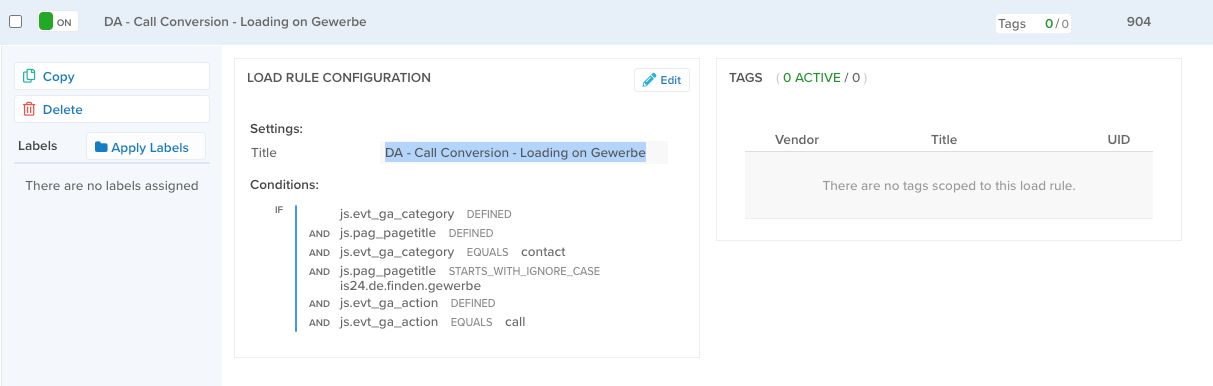 ON DA - Call Conversion - Loading on Gewerbe Tags 0 / 0 904
Copy
Delete
Labels Apply Labels
There are no labels assigned
LOAD RULE CONFIGURATION Edit
Settings:
Title DA - Call Conversion - Loading on Gewerbe
Conditions:
IF js.evt_ga_category DEFINED
AND js.pag_pagetitle DEFINED
AND js.evt_ga_category EQUALS contact
AND js.pag_pagetitle STARTS_WITH_IGNORE_CASE
is24.de.finden.gewerbe
AND js.evt_ga_action DEFINED
AND js.evt_ga_action EQUALS call
TAGS ( 0 ACTIVE / 0 )
Vendor Title UID
There are no tags scoped to this load rule.